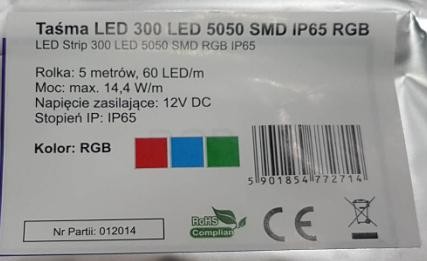 Taśma LED 300 LED 5050 SMD IP65 RGB
LED Strip 300 LED 5050 SMD RGB IP65
Rolka: 5 metrów, 60 LED/m
Moc: max. 14,4 W/m
Napięcie zasilające: 12V DC
Stopień IP: IP65
Kolor: RGB
5 901854 772714
Nr Partii: 012014
RoHS
Compliant
CE